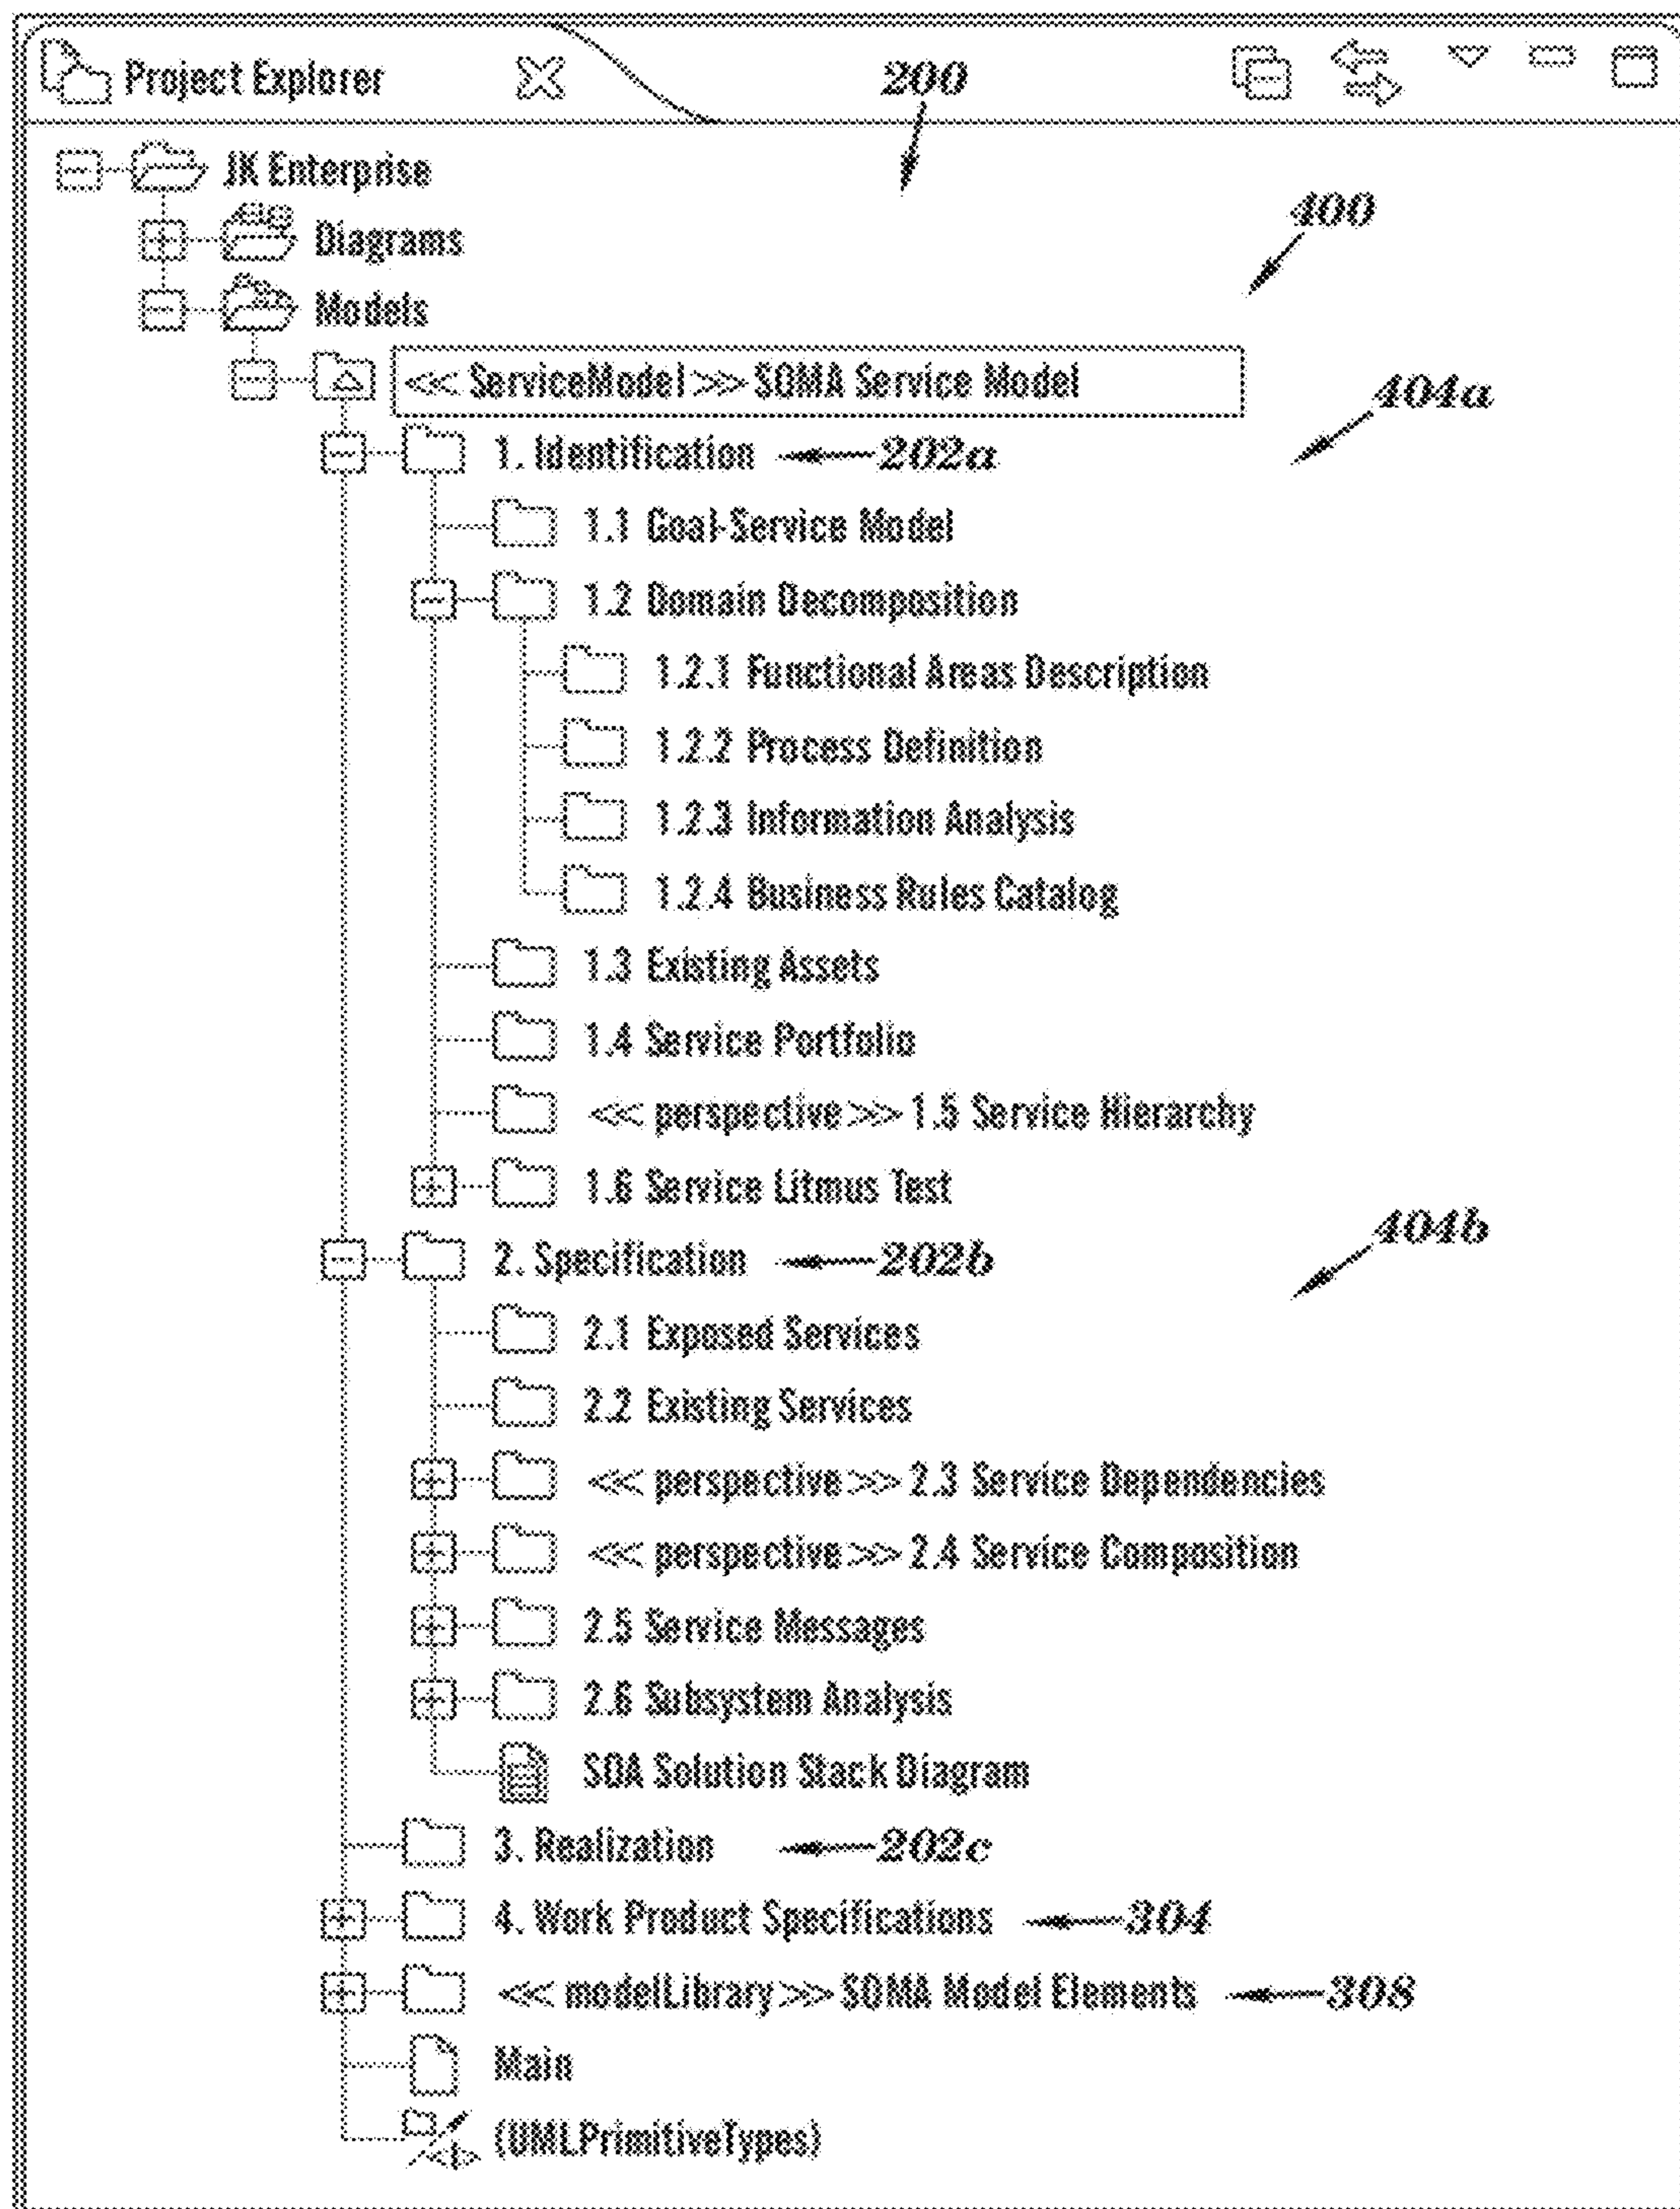 Project Explorer 200
JK Enterprise
400
Diagrams
Models
<< ServiceModel >> SOMA Service Model
404a
1. Identification 202a
1.1 Goal-Service Model
1.2 Domain Decomposition
1.2.1 Functional Areas Description
1.2.2 Process Definition
1.2.3 Information Analysis
1.2.4 Business Rules Catalog
1.3 Existing Assets
1.4 Service Portfolio
<< perspective >> 1.5 Service Hierarchy
1.6 Service Litmus Test
404b
2. Specification 202b
2.1 Exposed Services
2.2 Existing Services
<< perspective >> 2.3 Service Dependencies
<< perspective >> 2.4 Service Composition
2.5 Service Messages
2.6 Subsystem Analysis
SOA Solution Stack Diagram
3. Realization 202c
4. Work Product Specifications 304
<< modelLibrary >> SOMA Model Elements 308
Main
(UMLPrimitiveTypes)